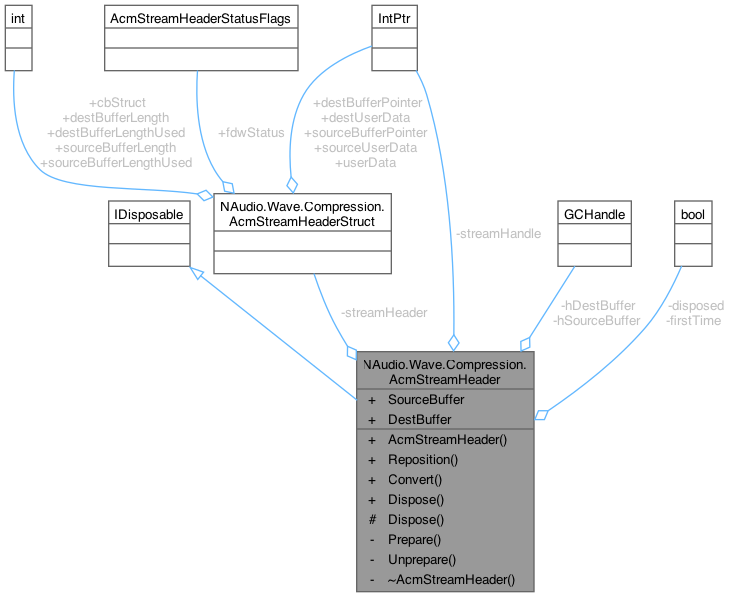 int
AcmStreamHeaderStatusFlags
IntPtr
+cbStruct
+destBufferLength
+destBufferLengthUsed
+sourceBufferLength
+sourceBufferLengthUsed
+fdwStatus
+destBufferPointer
+destUserData
+sourceBufferPointer
+sourceUserData
+userData
IDisposable
NAudio.Wave.Compression.
AcmStreamHeaderStruct
-streamHandle
GCHandle
bool
-streamHeader
-hDestBuffer
-hSourceBuffer
-disposed
-firstTime
NAudio.Wave.Compression.
AcmStreamHeader
+ SourceBuffer
+ DestBuffer
+ AcmStreamHeader()
+ Reposition()
+ Convert()
+ Dispose()
# Dispose()
- Prepare()
- Unprepare()
- ~AcmStreamHeader()